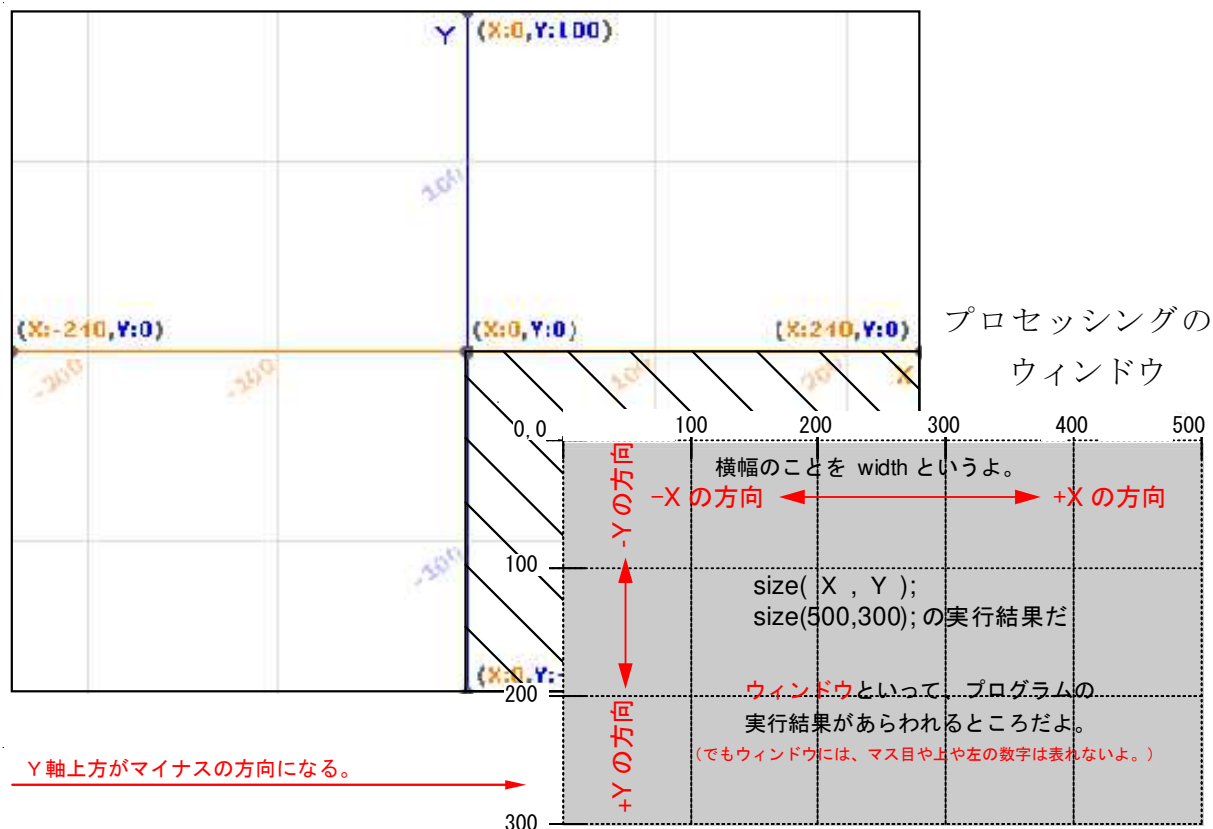 Y (X:0,Y:180)
100
(X:-240,Y:0) (X:0,Y:0) (X:240,Y:0)
-200 -100 100 200 X
-100
(X:0,Y:-
プロセッシングの
ウィンドウ
0,0 100 200 300 400 500
横幅のことを width というよ。
-X の方向 +X の方向
-Y の方向
100
size( X , Y );
size(500,300); の実行結果だ
200
ウィンドウといって、プログラムの
実行結果があらわれるところだよ。
(でもウィンドウには、マス目や上や左の数字は表れないよ。)
+Y の方向
300
Y軸上方がマイナスの方向になる。